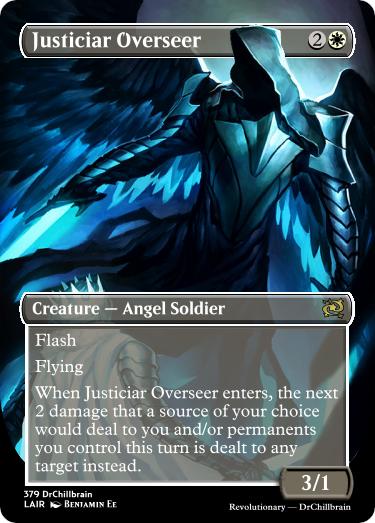 Justiciar Overseer 2
Creature — Angel Soldier
Flash
Flying
When Justiciar Overseer enters, the next
2 damage that a source of your choice
would deal to you and/or permanents
you control this turn is dealt to any
target instead.
3/1
379 DrChillbrain
LAIR Benjamin Ee
Revolutionary — DrChillbrain